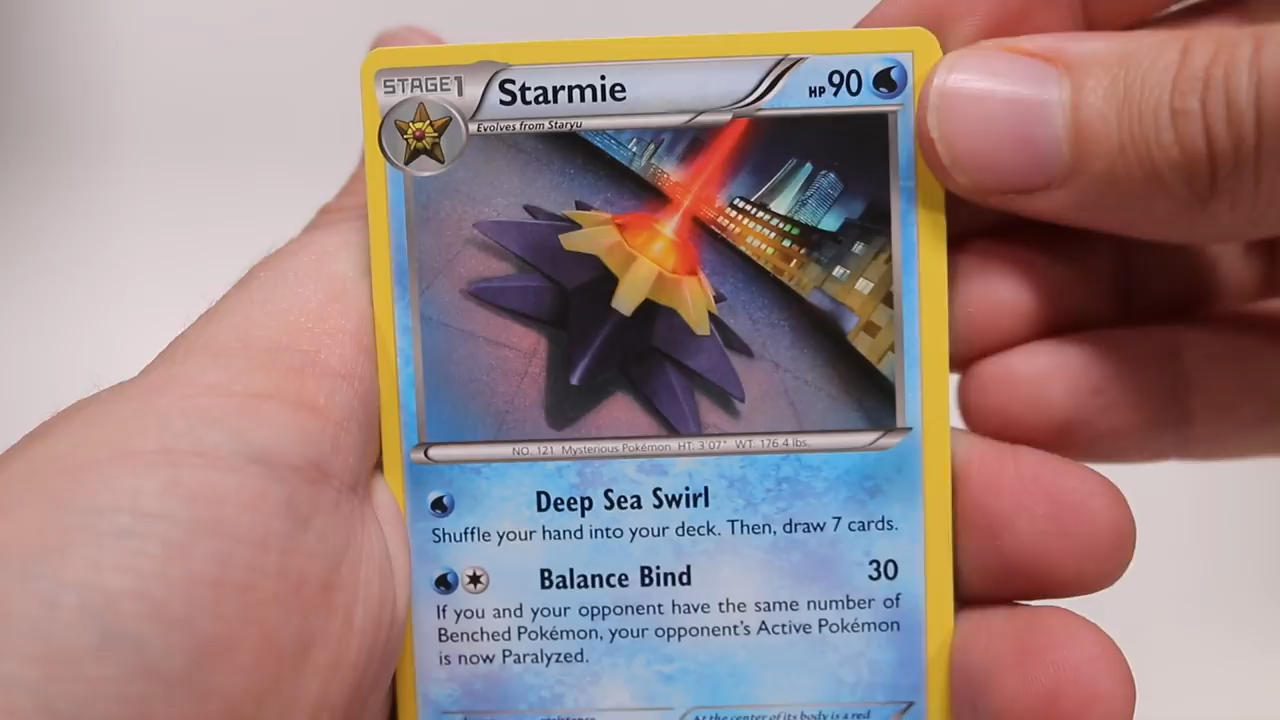 STAGE1 Starmie HP90
Evolves from Staryu
NO. 121 Mysterious Pokémon HT: 3'07" WT: 176.4 lbs.
Deep Sea Swirl
Shuffle your hand into your deck. Then, draw 7 cards.
Balance Bind 30
If you and your opponent have the same number of
Benched Pokémon, your opponent's Active Pokémon
is now Paralyzed.
resistance At the center of its body is a red